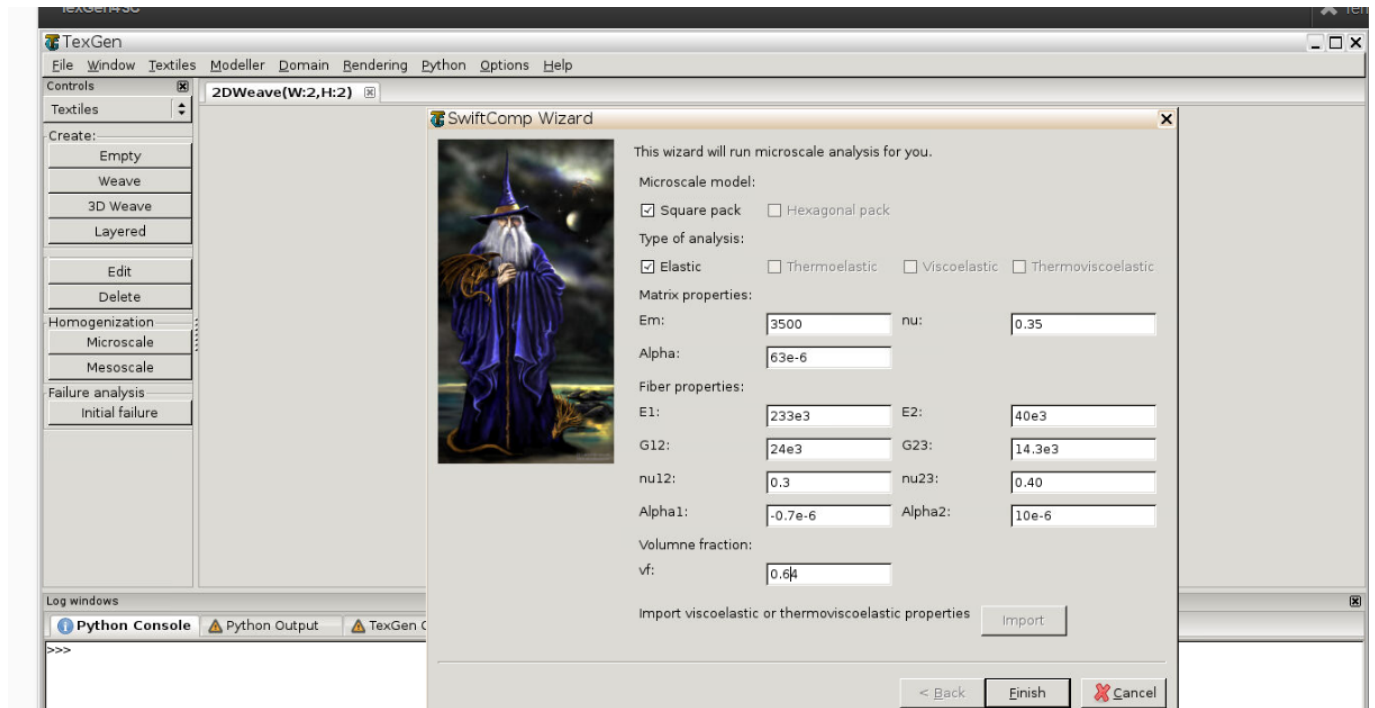 TexGen4SC
TexGen
File Window Textiles Modeller Domain Rendering Python Options Help
Controls
2DWeave(W:2,H:2)
Textiles
Create:
Empty
Weave
3D Weave
Layered
Edit
Delete
Homogenization
Microscale
Mesoscale
Failure analysis
Initial failure
SwiftComp Wizard
This wizard will run microscale analysis for you.
Microscale model:
Square pack Hexagonal pack
Type of analysis:
Elastic Thermoelastic Viscoelastic Thermoviscoelastic
Matrix properties:
Em: 3500 nu: 0.35
Alpha: 63e-6
Fiber properties:
E1: 233e3 E2: 40e3
G12: 24e3 G23: 14.3e3
nu12: 0.3 nu23: 0.40
Alpha1: -0.7e-6 Alpha2: 10e-6
Volumne fraction:
vf: 0.64
Import viscoelastic or thermoviscoelastic properties Import
< Back Finish Cancel
Log windows
Python Console Python Output TexGen
>>>